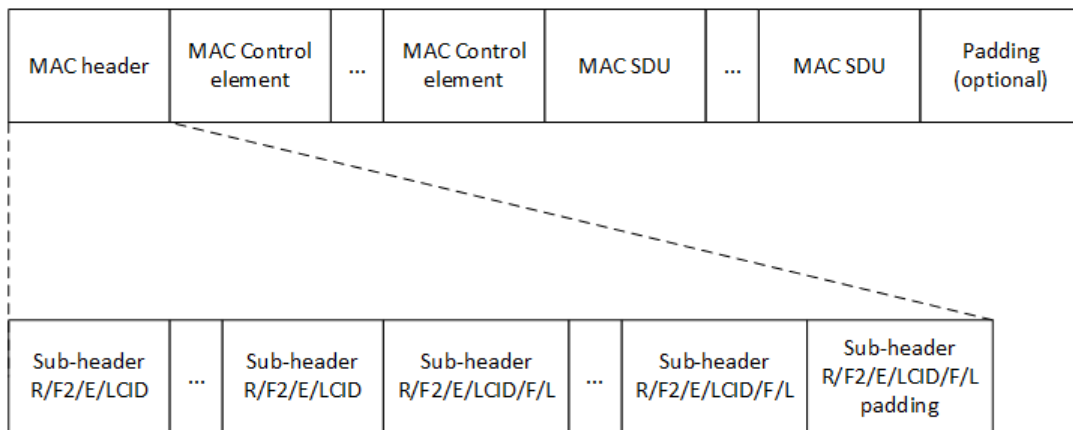 MAC header
MAC Control
element
...
MAC Control
element
MAC SDU
...
MAC SDU
Padding
(optional)
Sub-header
R/F2/E/LCID
...
Sub-header
R/F2/E/LCID
Sub-header
R/F2/E/LCID/F/L
...
Sub-header
R/F2/E/LCID/F/L
Sub-header
R/F2/E/LCID/F/L
padding